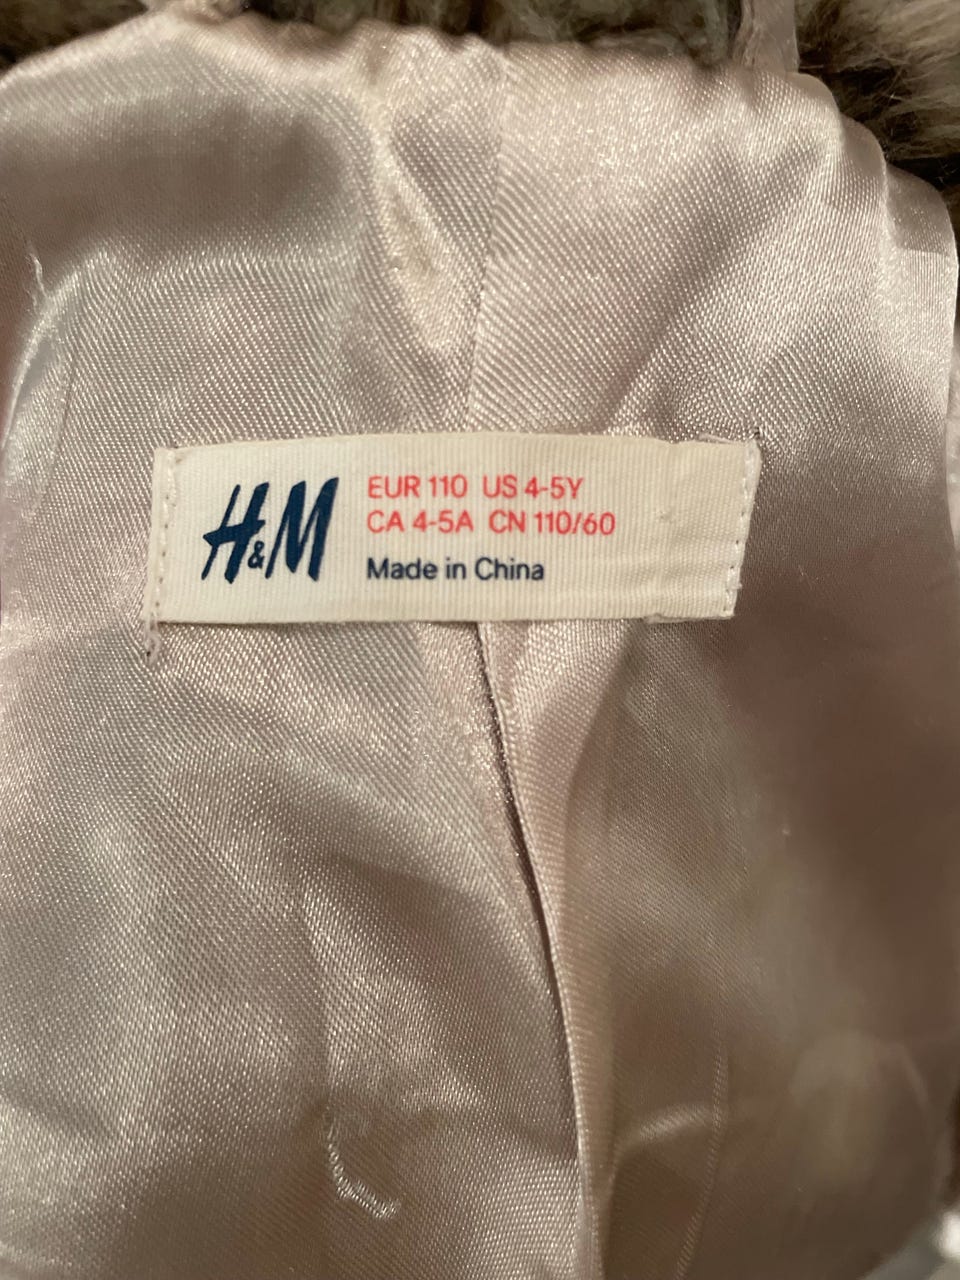 H&M
EUR 110 US 4-5Y
CA 4-5A CN 110/60
Made in China